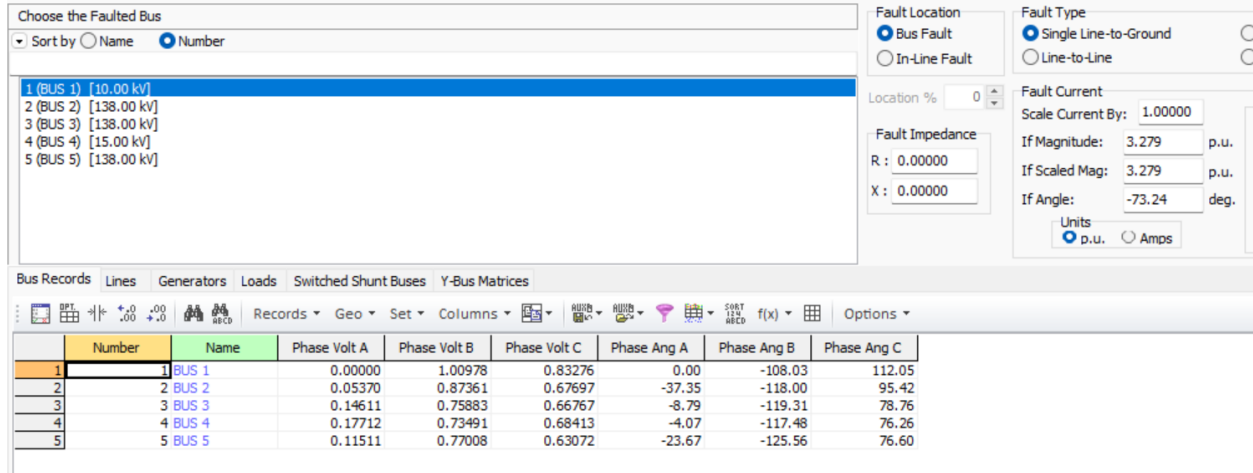 Choose the Faulted Bus
Sort by Name Number
1 (BUS 1) [10.00 kV]
2 (BUS 2) [138.00 kV]
3 (BUS 3) [138.00 kV]
4 (BUS 4) [15.00 kV]
5 (BUS 5) [138.00 kV]
Fault Location
Bus Fault
In-Line Fault
Location % 0
Fault Impedance
R : 0.00000
X : 0.00000
Fault Type
Single Line-to-Ground
Line-to-Line
Fault Current
Scale Current By: 1.00000
If Magnitude: 3.279 p.u.
If Scaled Mag: 3.279 p.u.
If Angle: -73.24 deg.
Units
p.u. Amps
Bus Records Lines Generators Loads Switched Shunt Buses Y-Bus Matrices
Records Geo Set Columns f(x) Options
Number Name Phase Volt A Phase Volt B Phase Volt C Phase Ang A Phase Ang B Phase Ang C
1 1 BUS 1 0.00000 1.00978 0.83276 0.00 -108.03 112.05
2 2 BUS 2 0.05370 0.87361 0.67697 -37.35 -118.00 95.42
3 3 BUS 3 0.14611 0.75883 0.66767 -8.79 -119.31 78.76
4 4 BUS 4 0.17712 0.73491 0.68413 -4.07 -117.48 76.26
5 5 BUS 5 0.11511 0.77008 0.63072 -23.67 -125.56 76.60